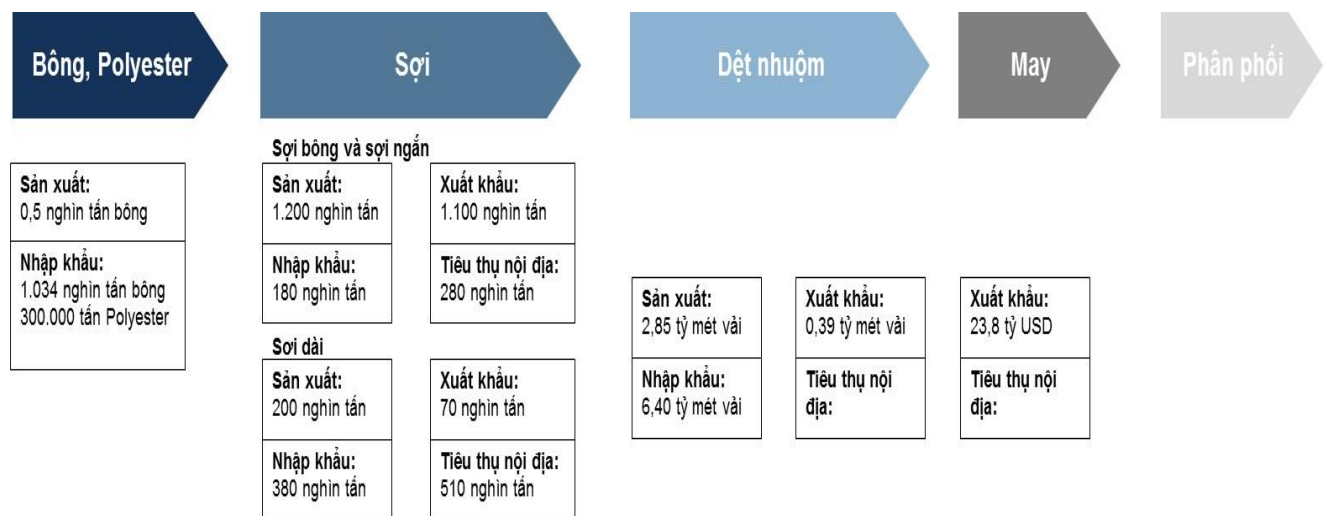 Bông, Polyester
Sợi
Dệt nhuộm
May
Phân phối
Sản xuất:
0,5 nghìn tấn bông
Nhập khẩu:
1.034 nghìn tấn bông
300.000 tấn Polyester
Sợi bông và sợi ngắn
Sản xuất:
1.200 nghìn tấn
Xuất khẩu:
1.100 nghìn tấn
Nhập khẩu:
180 nghìn tấn
Tiêu thụ nội địa:
280 nghìn tấn
Sơi dài
Sản xuất:
200 nghìn tấn
Xuất khẩu:
70 nghìn tấn
Nhập khẩu:
380 nghìn tấn
Tiêu thụ nội địa:
510 nghìn tấn
Sản xuất:
2,85 tỷ mét vải
Xuất khẩu:
0,39 tỷ mét vải
Nhập khẩu:
6,40 tỷ mét vải
Tiêu thụ nội
địa:
Xuất khẩu:
23,8 tỷ USD
Tiêu thụ nội
địa: